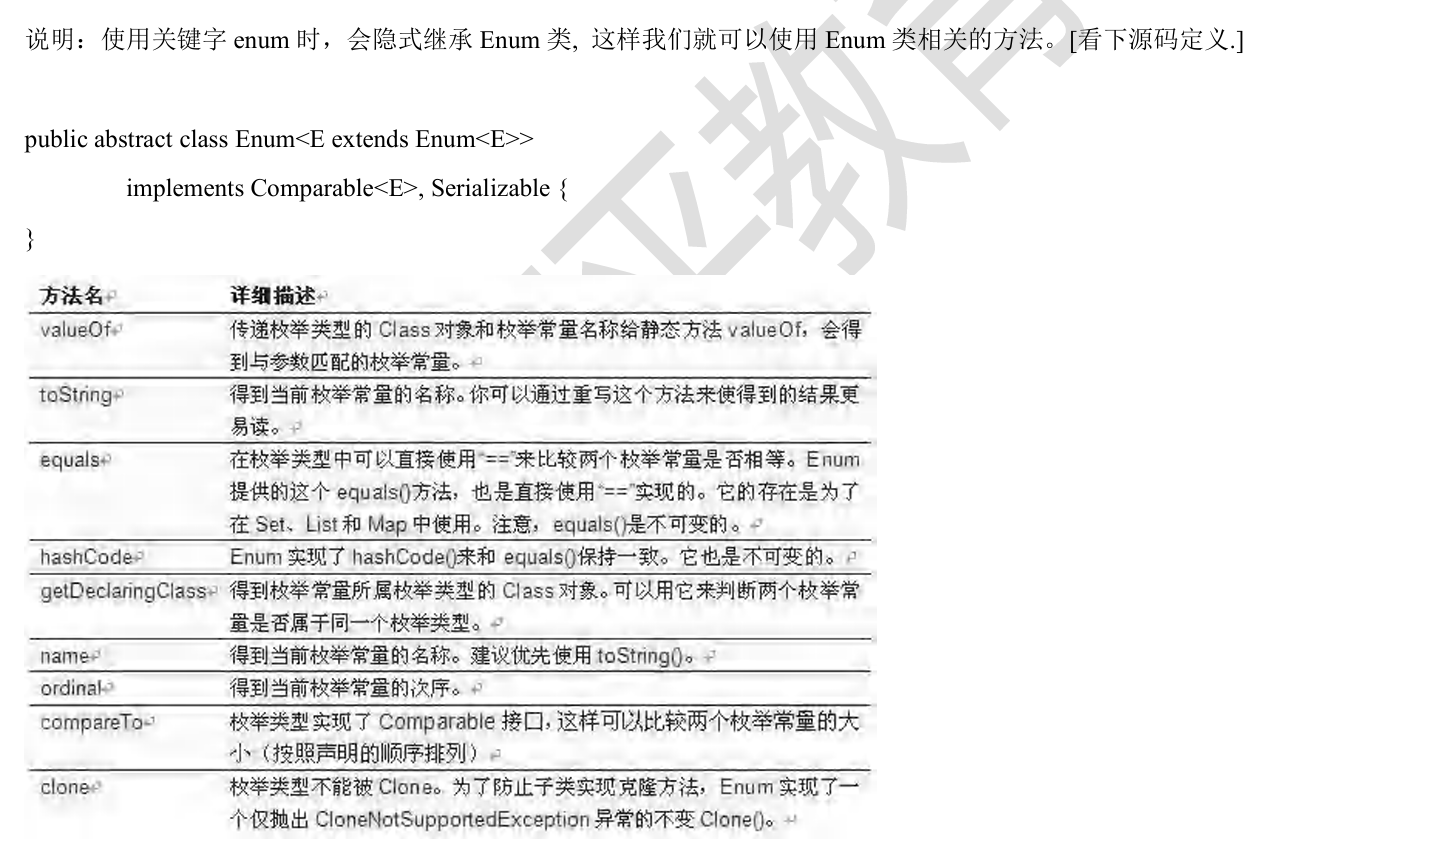 说明：使用关键字 enum 时，会隐式继承 Enum 类, 这样我们就可以使用 Enum 类相关的方法。[看下源码定义.]
public abstract class Enum<E extends Enum<E>>
implements Comparable<E>, Serializable {
}
平教育
方法名 详细描述
valueOf 传递枚举类型的 Class 对象和枚举常量名称给静态方法 valueOf，会得
到与参数匹配的枚举常量。
toString 得到当前枚举常量的名称。你可以通过重写这个方法来使得到的结果更
易读。
equals 在枚举类型中可以直接使用“==”来比较两个枚举常量是否相等。Enum
提供的这个 equals()方法，也是直接使用“==”实现的。它的存在是为了
在 Set、List 和 Map 中使用。注意，equals()是不可变的。
hashCode Enum 实现了 hashCode()来和 equals()保持一致。它也是不可变的。
getDeclaringClass 得到枚举常量所属枚举类型的 Class 对象。可以用它来判断两个枚举常
量是否属于同一个枚举类型。
name 得到当前枚举常量的名称。建议优先使用 toString()。
ordinal 得到当前枚举常量的次序。
compareTo 枚举类型实现了 Comparable 接口，这样可以比较两个枚举常量的大
小（按照声明的顺序排列）
clone 枚举类型不能被 Clone。为了防止子类实现克隆方法，Enum 实现了一
个仅抛出 CloneNotSupportedException 异常的不变 Clone()。